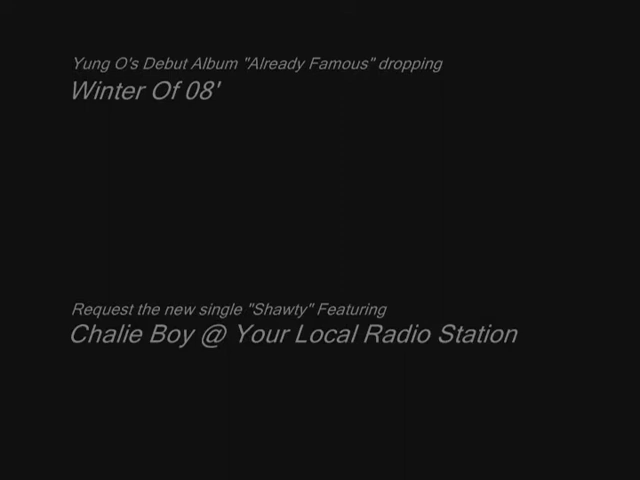 Yung O's Debut Album "Already Famous" dropping
Winter Of 08'
Request the new single "Shawty" Featuring
Chalie Boy @ Your Local Radio Station